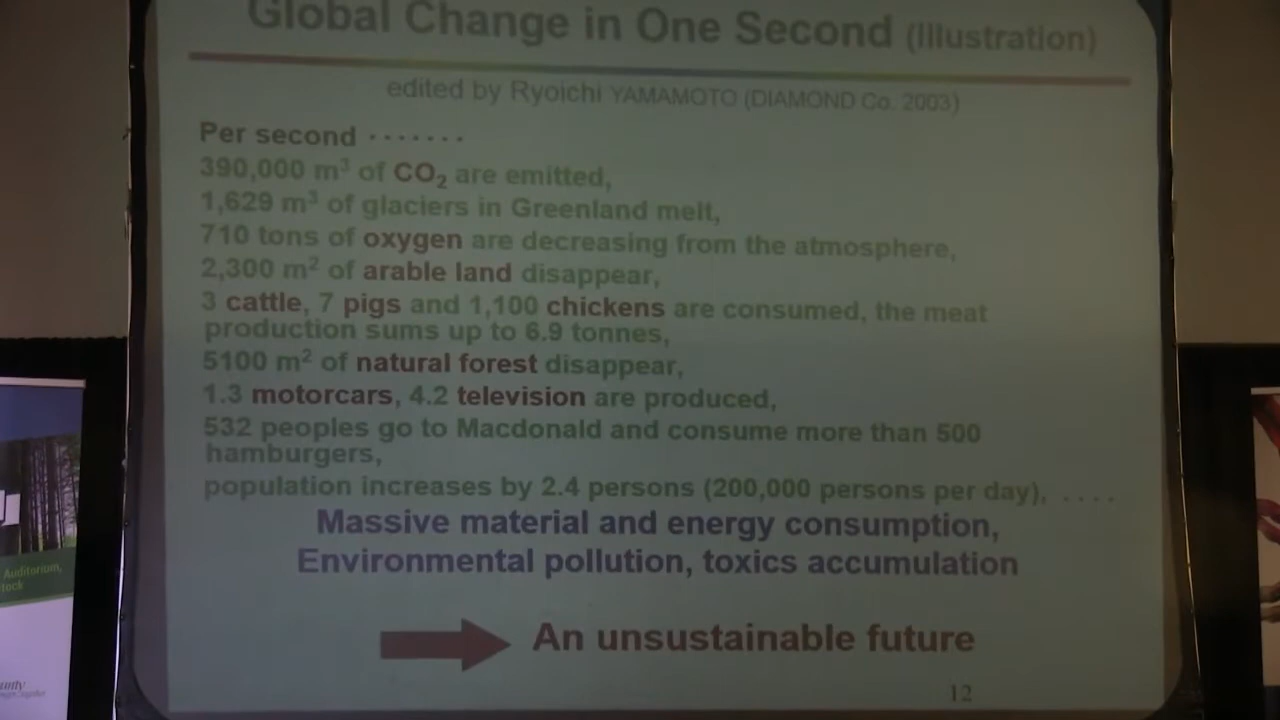 Global Change in One Second (Illustration)
edited by Ryoichi YAMAMOTO (DIAMOND Co. 2003)
Per second ·······
390,000 m³ of CO₂ are emitted,
1,629 m³ of glaciers in Greenland melt,
710 tons of oxygen are decreasing from the atmosphere,
2,300 m² of arable land disappear,
3 cattle, 7 pigs and 1,100 chickens are consumed, the meat
production sums up to 6.9 tonnes,
5100 m² of natural forest disappear,
1.3 motorcars, 4.2 television are produced,
532 peoples go to Macdonald and consume more than 500
hamburgers,
population increases by 2.4 persons (200,000 persons per day), ....
Massive material and energy consumption,
Environmental pollution, toxics accumulation
An unsustainable future
12
Auditorium,